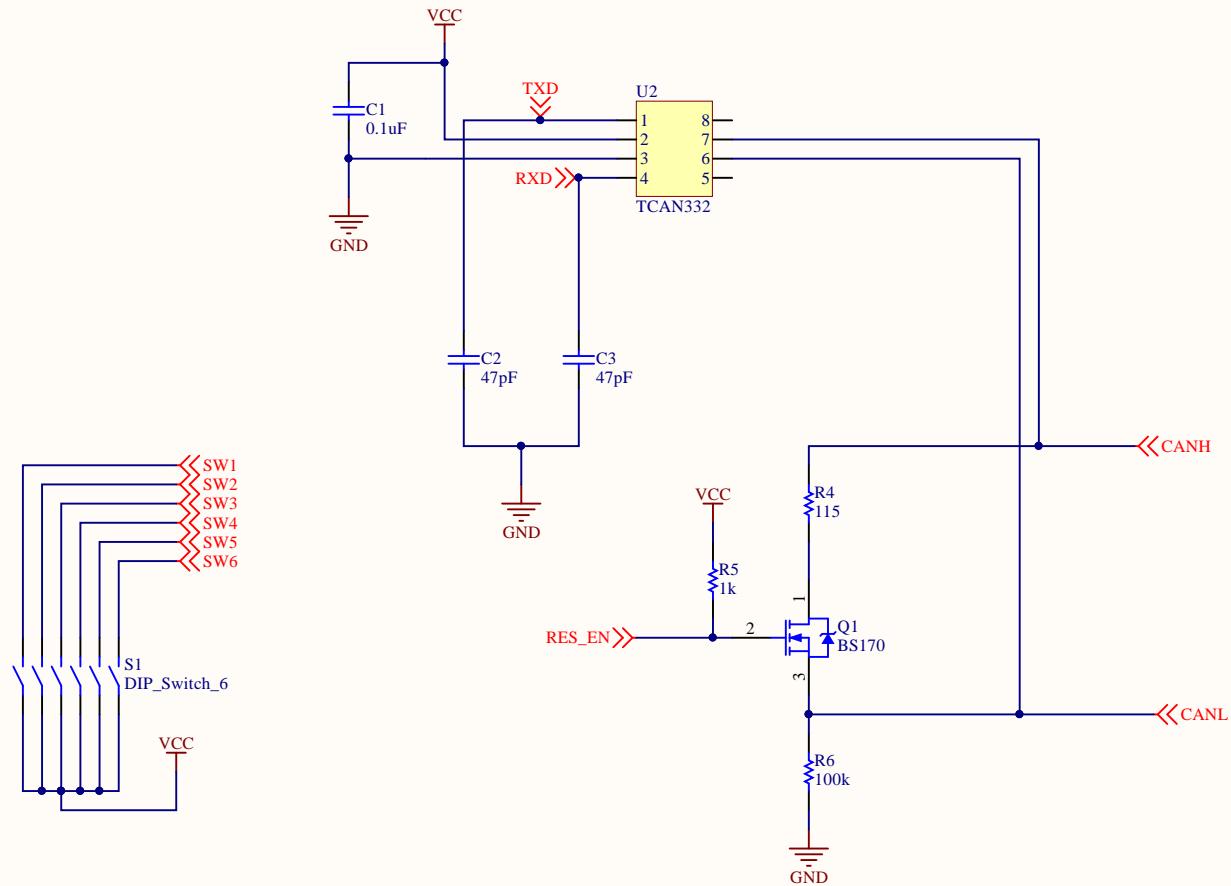 VCC
C1
0.1uF
GND
TXD
RXD
U2
1
2
3
4
8
7
6
5
TCAN332
C2
47pF
C3
47pF
GND
SW1
SW2
SW3
SW4
SW5
SW6
S1
DIP_Switch_6
VCC
CANH
R4
115
VCC
R5
1k
RES_EN
2
1
Q1
BS170
3
CANL
R6
100k
GND